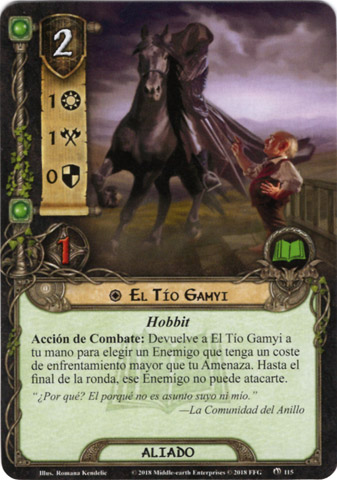 2
1
1
0
1
El Tío Gamyi
Hobbit
Acción de Combate: Devuelve a El Tío Gamyi a
tu mano para elegir un Enemigo que tenga un coste
de enfrentamiento mayor que tu Amenaza. Hasta el
final de la ronda, ese Enemigo no puede atacarte.
“¿Por qué? El porqué no es asunto suyo ni mío.”
—La Comunidad del Anillo
ALIADO
Illus. Romana Kendelic © 2018 Middle-earth Enterprises © 2018 FFG 115